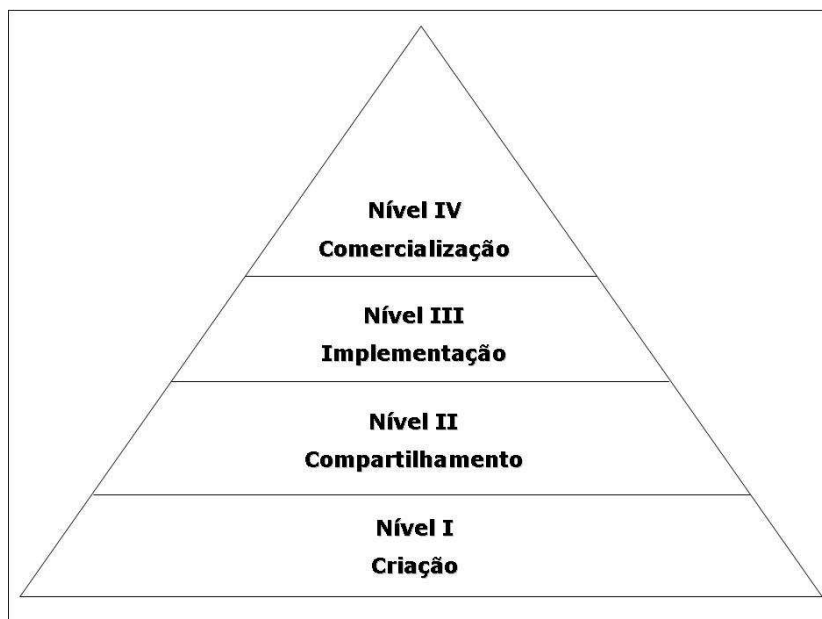 Nível IV
Comercialização
Nível III
Implementação
Nível II
Compartilhamento
Nível I
Criação